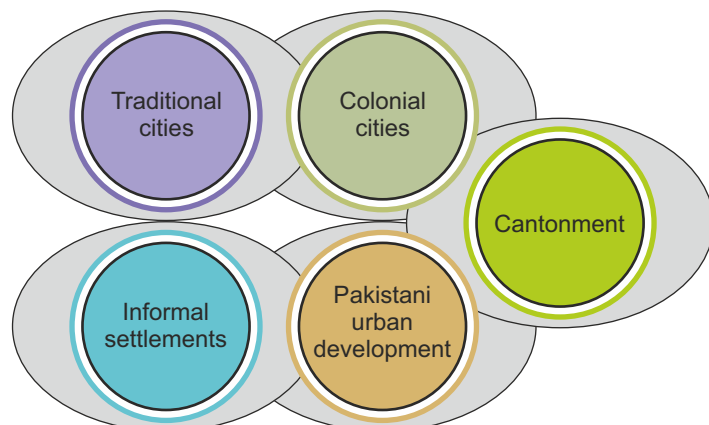 Traditional
cities
Colonial
cities
Cantonment
Informal
settlements
Pakistani
urban
development